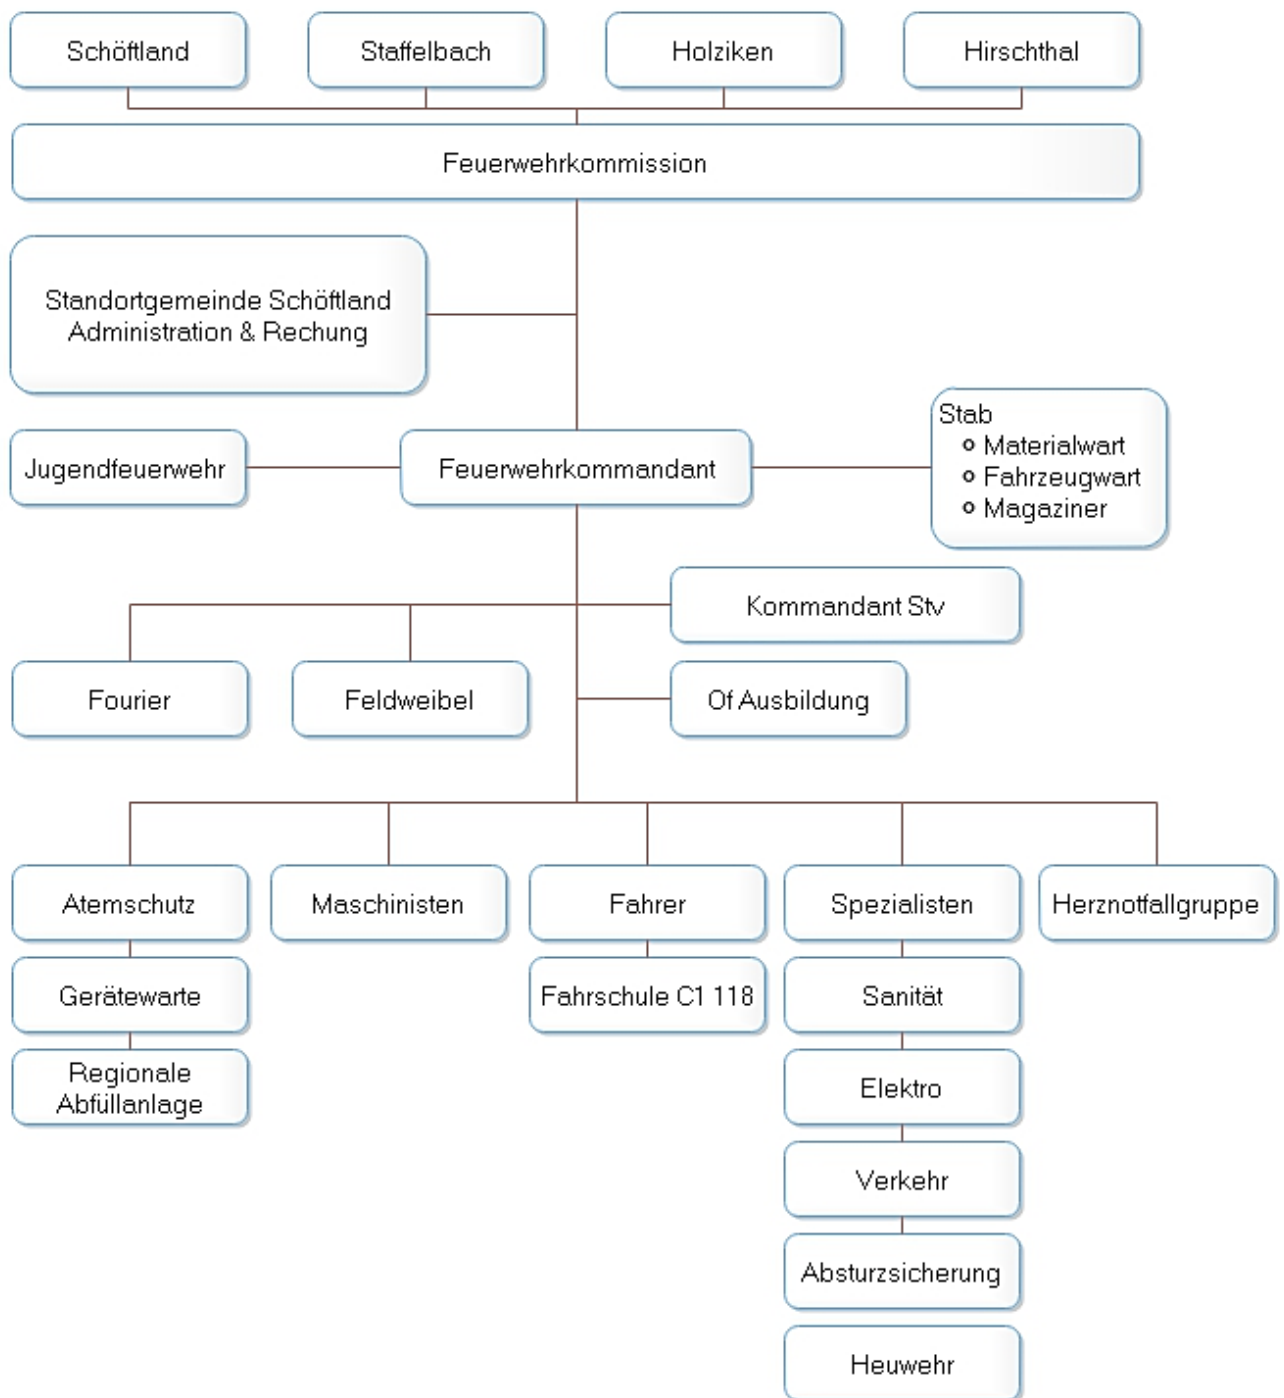 Schöftland
Staffelbach
Holziken
Hirschthal
Feuerwehrkommission
Standortgemeinde Schöftland
Administration & Rechung
Jugendfeuerwehr
Feuerwehrkommandant
Stab
Materialwart
Fahrzeugwart
Magaziner
Kommandant Stv
Fourier
Feldweibel
Of Ausbildung
Atemschutz
Maschinisten
Fahrer
Spezialisten
Herznotfallgruppe
Gerätewarte
Fahrschule C1 118
Sanität
Regionale
Abfüllanlage
Elektro
Verkehr
Absturzsicherung
Heuwehr